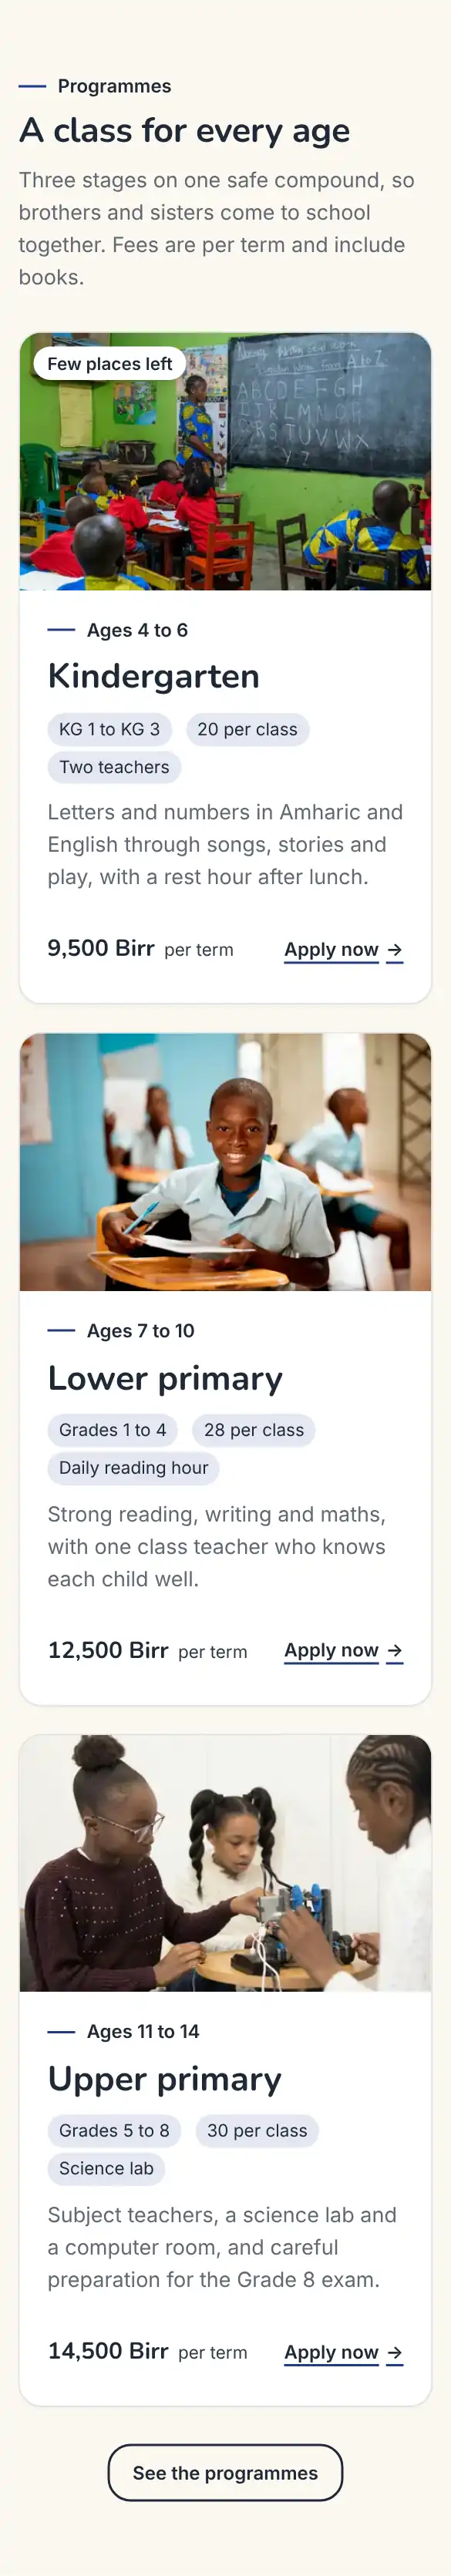 Programmes
A class for every age
Three stages on one safe compound, so
brothers and sisters come to school
together. Fees are per term and include
books.
Few places left
A to Z
A B C D E F G H
I J K L M N O P
Q R S T U V W X
Y Z
Ages 4 to 6
Kindergarten
KG 1 to KG 3
20 per class
Two teachers
Letters and numbers in Amharic and
English through songs, stories and
play, with a rest hour after lunch.
9,500 Birr per term
Apply now →
Ages 7 to 10
Lower primary
Grades 1 to 4
28 per class
Daily reading hour
Strong reading, writing and maths,
with one class teacher who knows
each child well.
12,500 Birr per term
Apply now →
Ages 11 to 14
Upper primary
Grades 5 to 8
30 per class
Science lab
Subject teachers, a science lab and
a computer room, and careful
preparation for the Grade 8 exam.
14,500 Birr per term
Apply now →
See the programmes